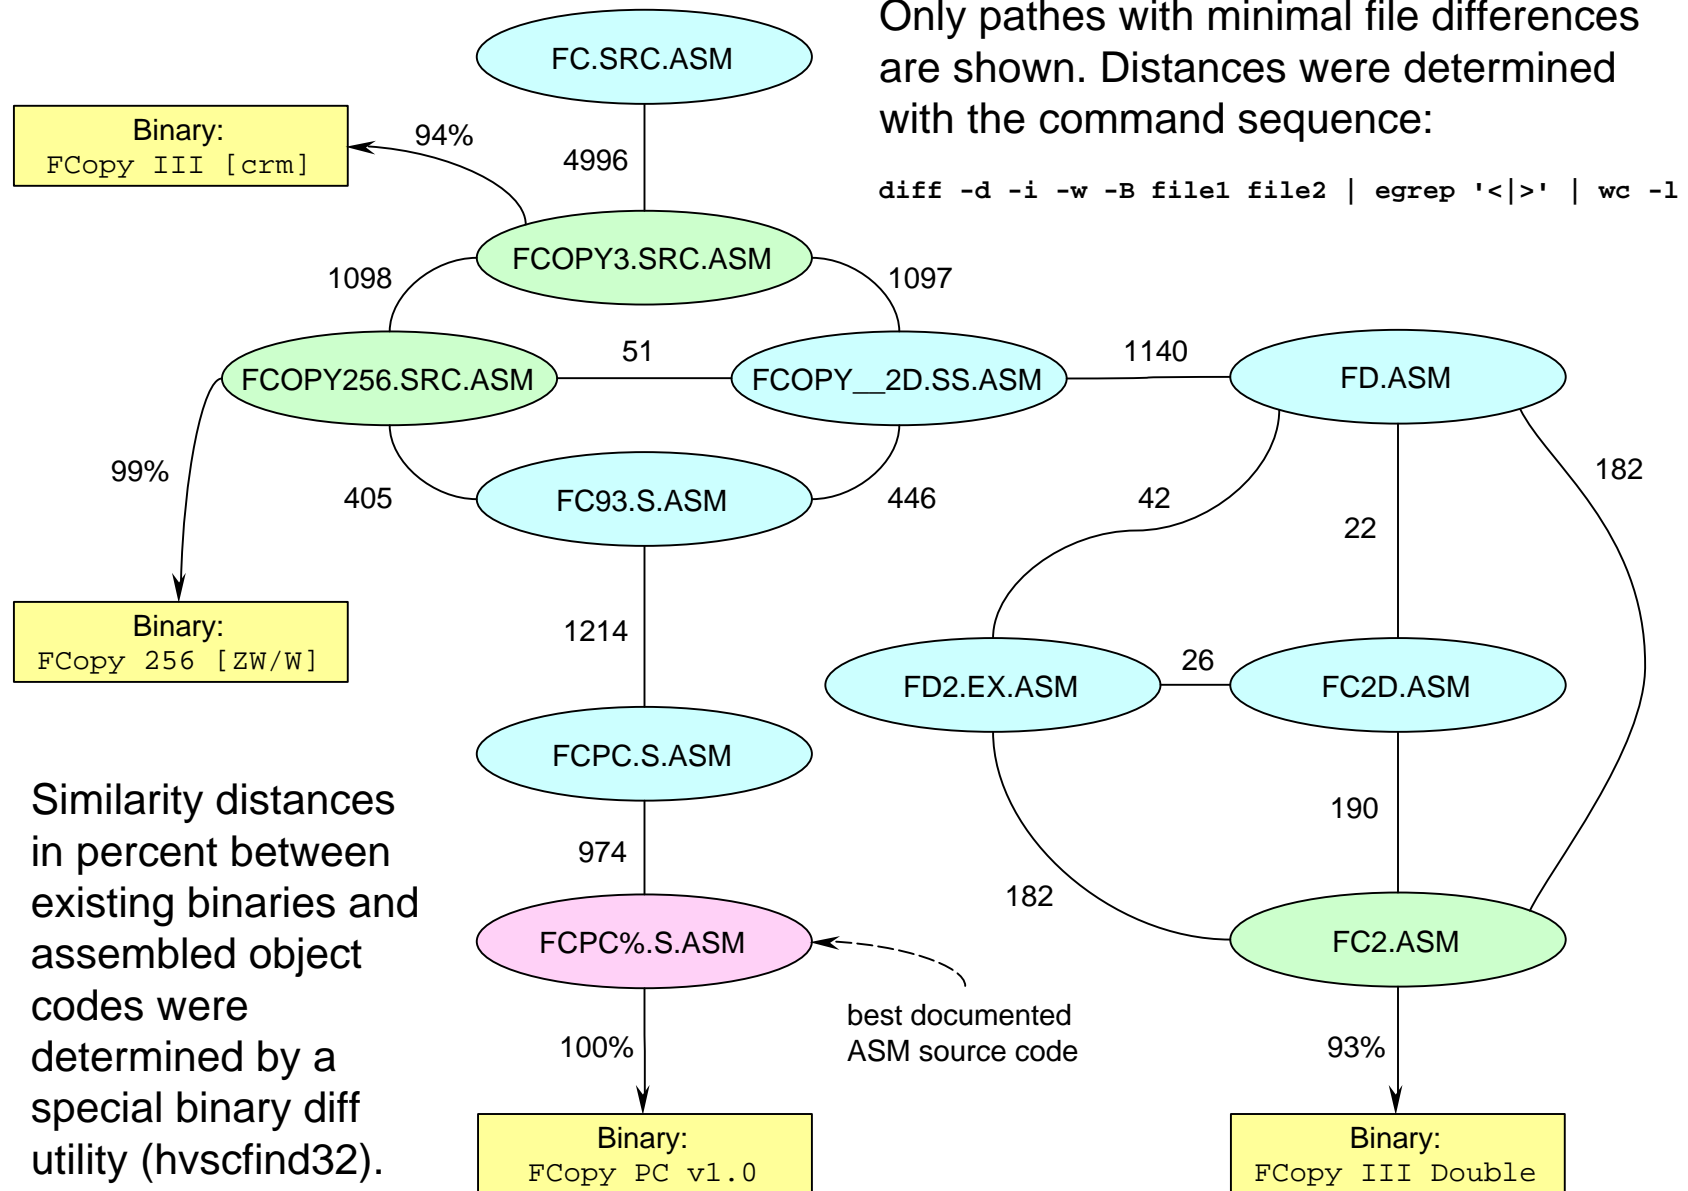 Only pathes with minimal file differences
are shown. Distances were determined
with the command sequence:
diff -d -i -w -B file1 file2 | egrep '<|>' | wc -l
FC.SRC.ASM
Binary:
FCopy III [crm]
94%
4996
FCOPY3.SRC.ASM
1098
1097
FCOPY256.SRC.ASM
51
FCOPY__2D.SS.ASM
1140
FD.ASM
99%
405
FC93.S.ASM
446
42
22
182
Binary:
FCopy 256 [ZW/W]
1214
FD2.EX.ASM
26
FC2D.ASM
FCPC.S.ASM
974
190
182
FCPC%.S.ASM
FC2.ASM
best documented
ASM source code
100%
93%
Binary:
FCopy PC v1.0
Binary:
FCopy III Double
Similarity distances
in percent between
existing binaries and
assembled object
codes were
determined by a
special binary diff
utility (hvscfind32).